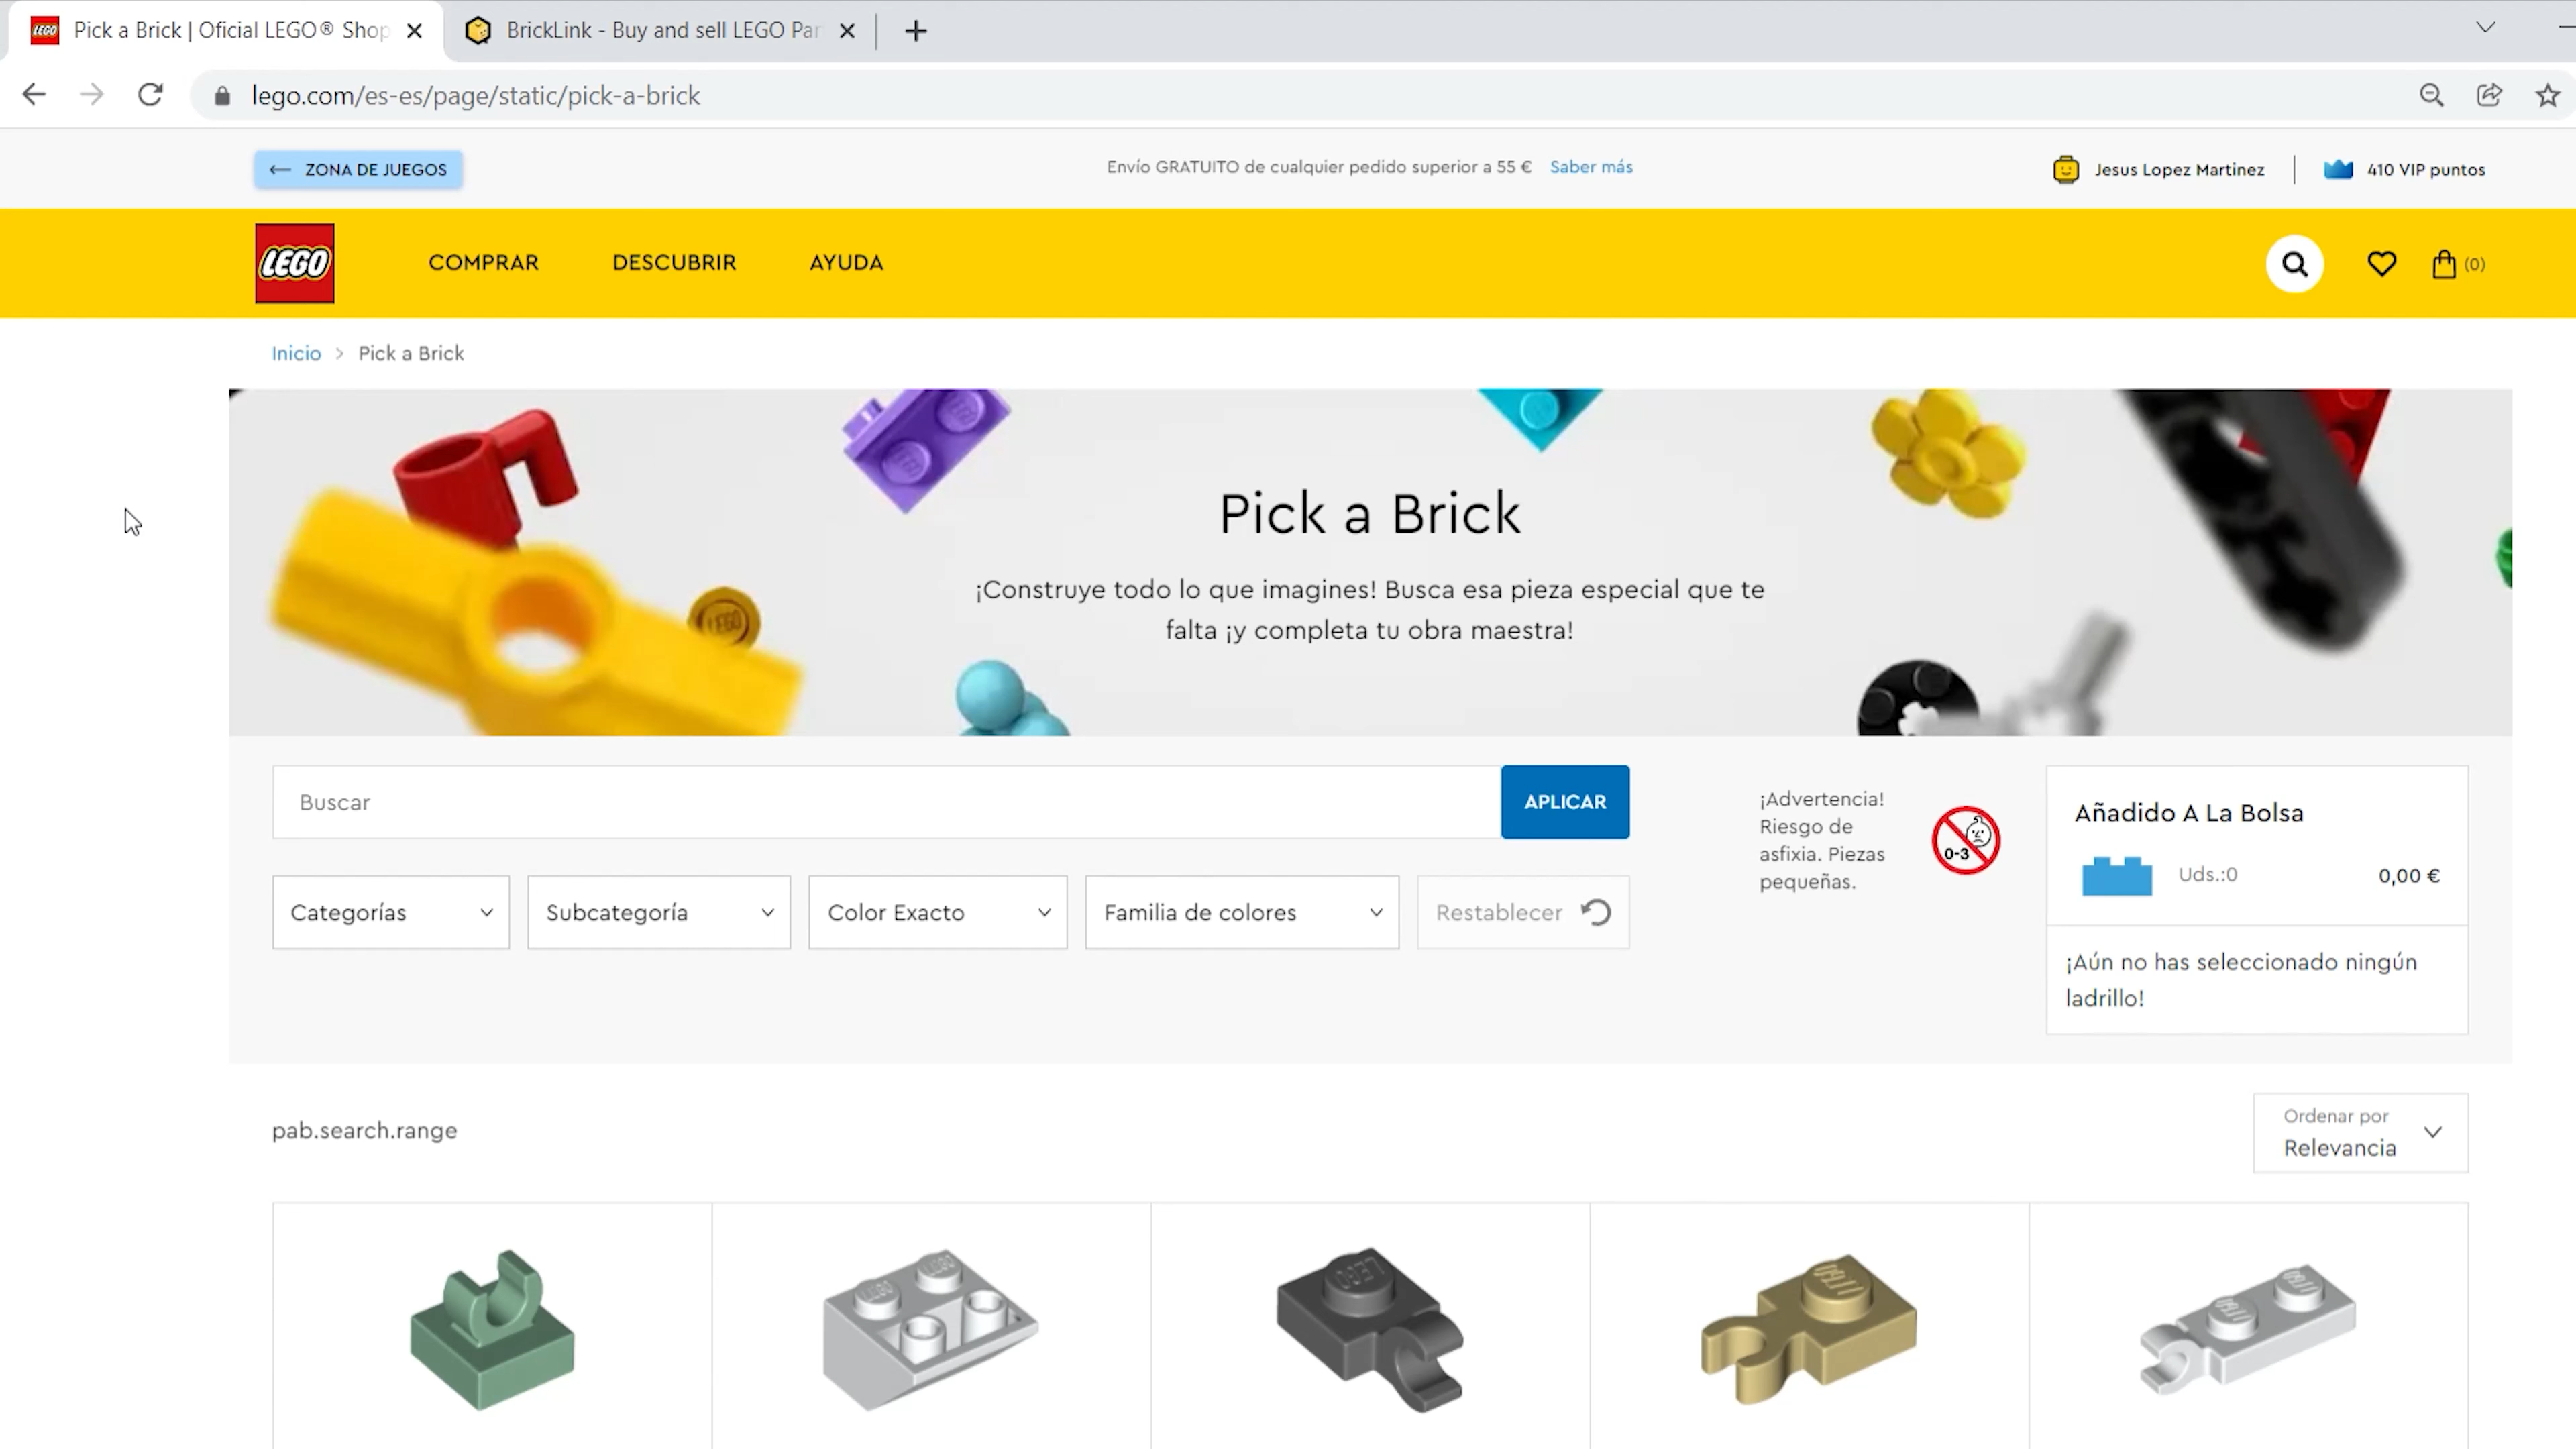 Pick a Brick | Oficial LEGO® Shop
BrickLink - Buy and sell LEGO Par
lego.com/es-es/page/static/pick-a-brick
ZONA DE JUEGOS
Envío GRATUITO de cualquier pedido superior a 55 € Saber más
Jesus Lopez Martinez
410 VIP puntos
LEGO
COMPRAR
DESCUBRIR
AYUDA
(0)
Inicio > Pick a Brick
Pick a Brick
¡Construye todo lo que imagines! Busca esa pieza especial que te
falta ¡y completa tu obra maestra!
Buscar
APLICAR
¡Advertencia!
Riesgo de
asfixia. Piezas
pequeñas.
0-3
Añadido A La Bolsa
Uds.:0
0,00 €
Categorías
Subcategoría
Color Exacto
Familia de colores
Restablecer
¡Aún no has seleccionado ningún
ladrillo!
pab.search.range
Ordenar por
Relevancia